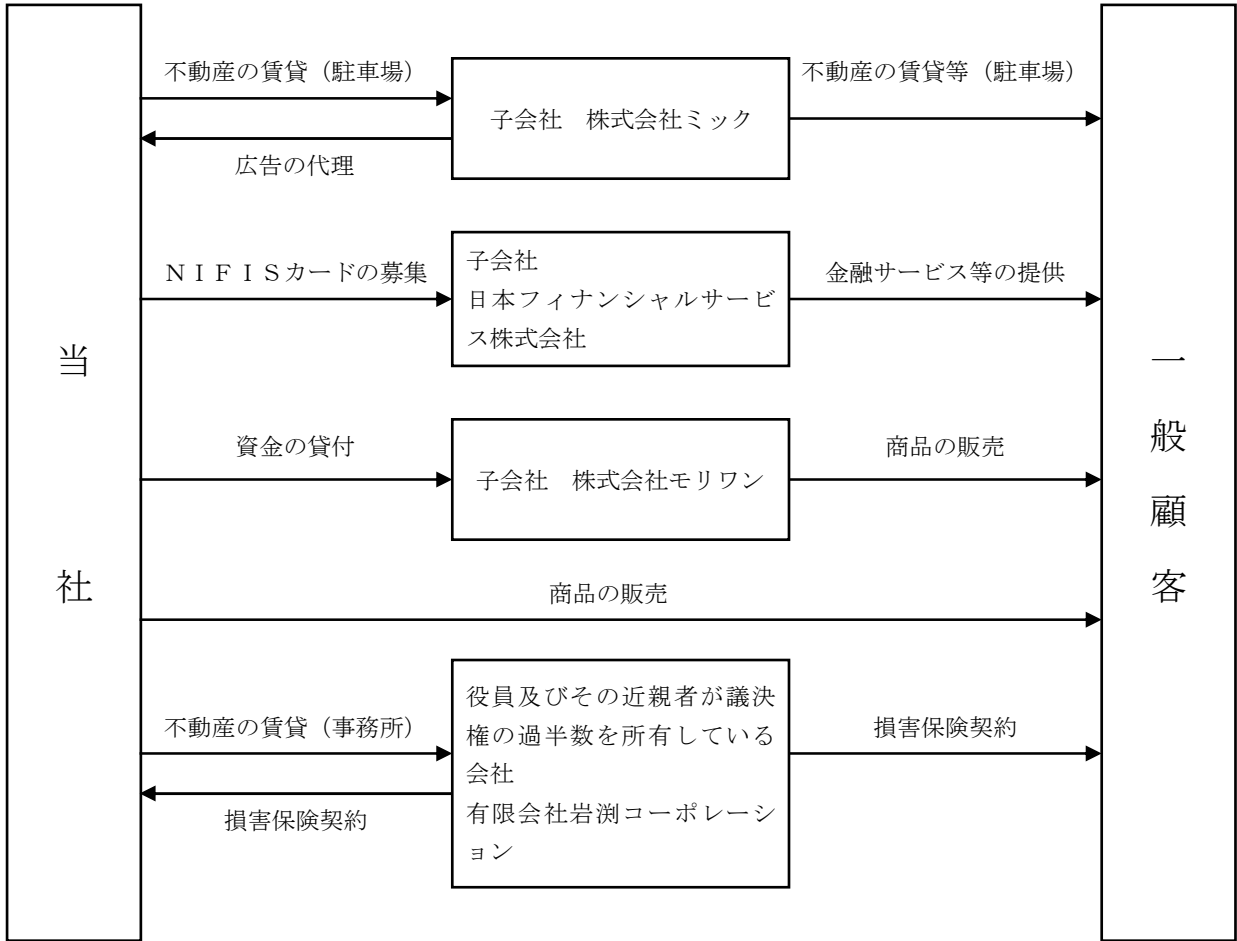 当社
不動産の賃貸（駐車場）
広告の代理
子会社　株式会社ミック
不動産の賃貸等（駐車場）
ＮＩＦＩＳカードの募集
子会社
日本フィナンシャルサービ
ス株式会社
金融サービス等の提供
資金の貸付
子会社　株式会社モリワン
商品の販売
商品の販売
不動産の賃貸（事務所）
損害保険契約
役員及びその近親者が議決
権の過半数を所有している
会社
有限会社岩渕コーポレーシ
ョン
損害保険契約
一般顧客